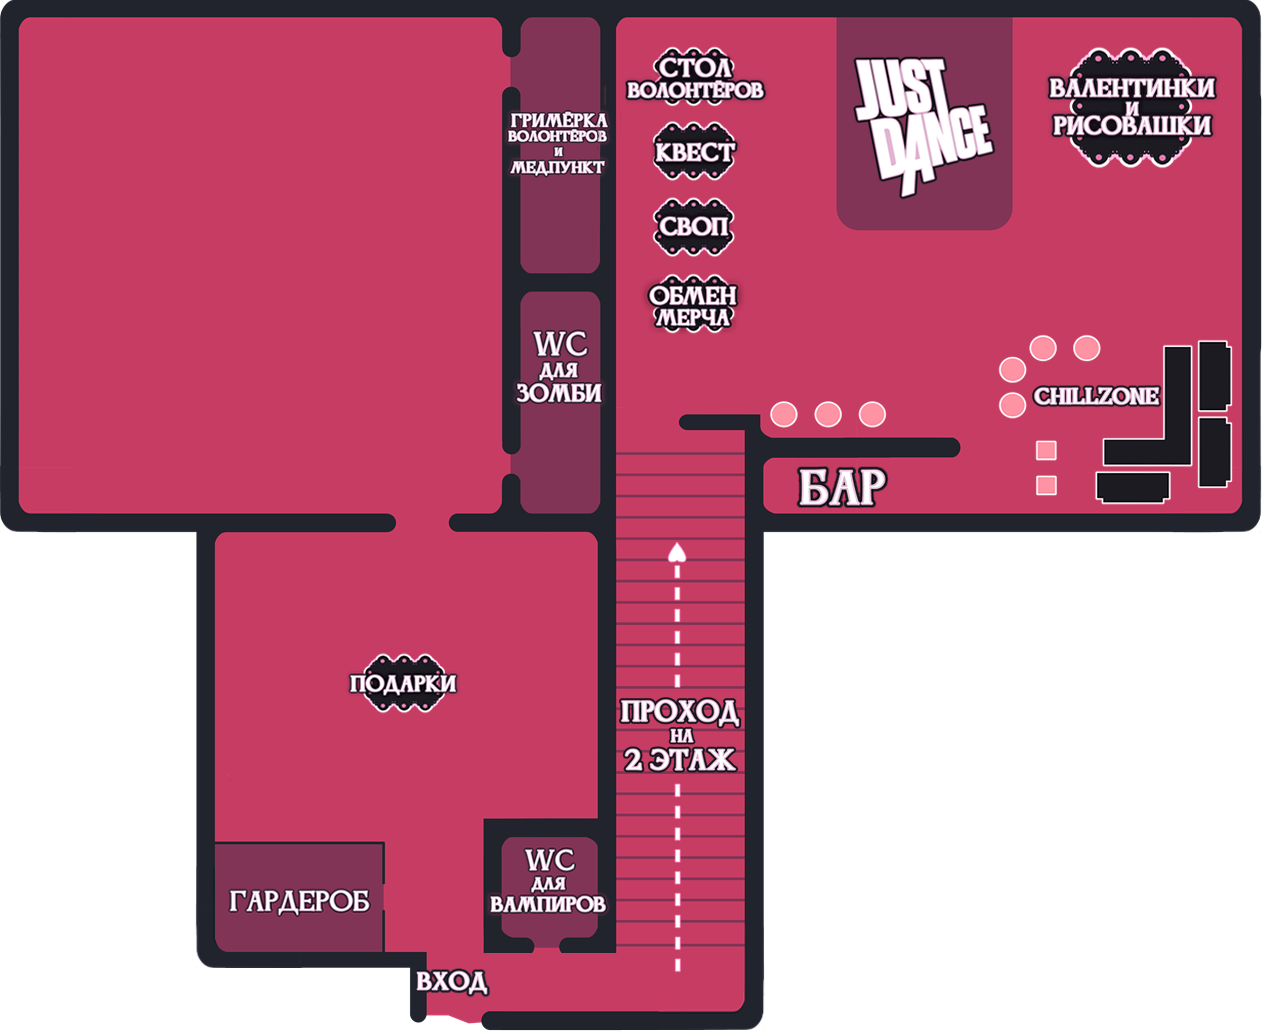 ГРИМЁРКА
ВОЛОНТЁРОВ
И
МЕДПУНКТ
WC
ДЛЯ
ЗОМБИ
СТОЛ
ВОЛОНТЁРОВ
КВЕСТ
СВОП
ОБМЕН
МЕРЧА
JUST
DANCE
ВАЛЕНТИНКИ
И
РИСОВАШКИ
CHILLZONE
БАР
ПОДАРКИ
ПРОХОД
НА
2 ЭТАЖ
ГАРДЕРОБ
WC
ДЛЯ
ВАМПИРОВ
ВХОД